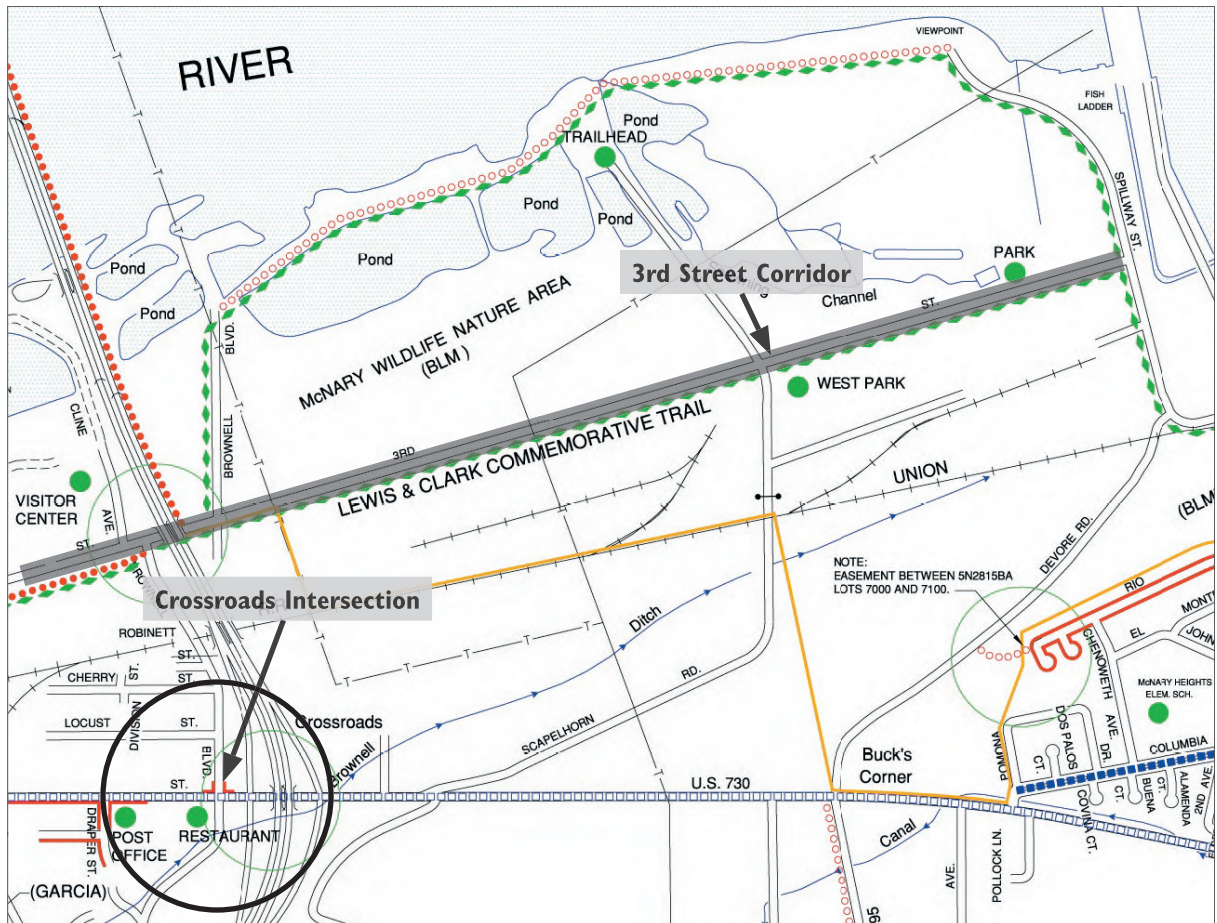 RIVER
VIEWPOINT
FISH
LADDER
Pond
TRAILHEAD
Pond
Pond
Pond
SPILLWAY ST.
Pond
PARK
3rd Street Corridor
Pond
Channel
ST.
McNARY WILDLIFE NATURE AREA
(BLM)
BLVD.
BROWNELL
WEST PARK
CLINE
AVE.
3RD
LEWIS & CLARK COMMEMORATIVE TRAIL
UNION
VISITOR
CENTER
ST.
(BLM
DEVORE RD.
NOTE:
EASEMENT BETWEEN 5N2815BA
LOTS 7000 AND 7100.
RIO
Crossroads Intersection
Ditch
ROBINETT
ST.
EL
MONTE
JOHN
CHERRY
ST.
ST.
DIVISION
CHENOWETH
AVE.
McNARY HEIGHTS
ELEM. SCH.
LOCUST
ST.
Crossroads
RD.
SCAPELHORN
BLVD.
Brownell
DOS PALOS
CT.
DR.
COLUMBIA
POMONA
Buck's
Corner
ST.
U.S. 730
COVINA CT.
CT.
BUENA
CT.
ALAMENDA
2ND AVE.
POST
OFFICE
RESTAURANT
DRAPER ST.
(GARCIA)
Canal
AVE.
POLLOCK LN.